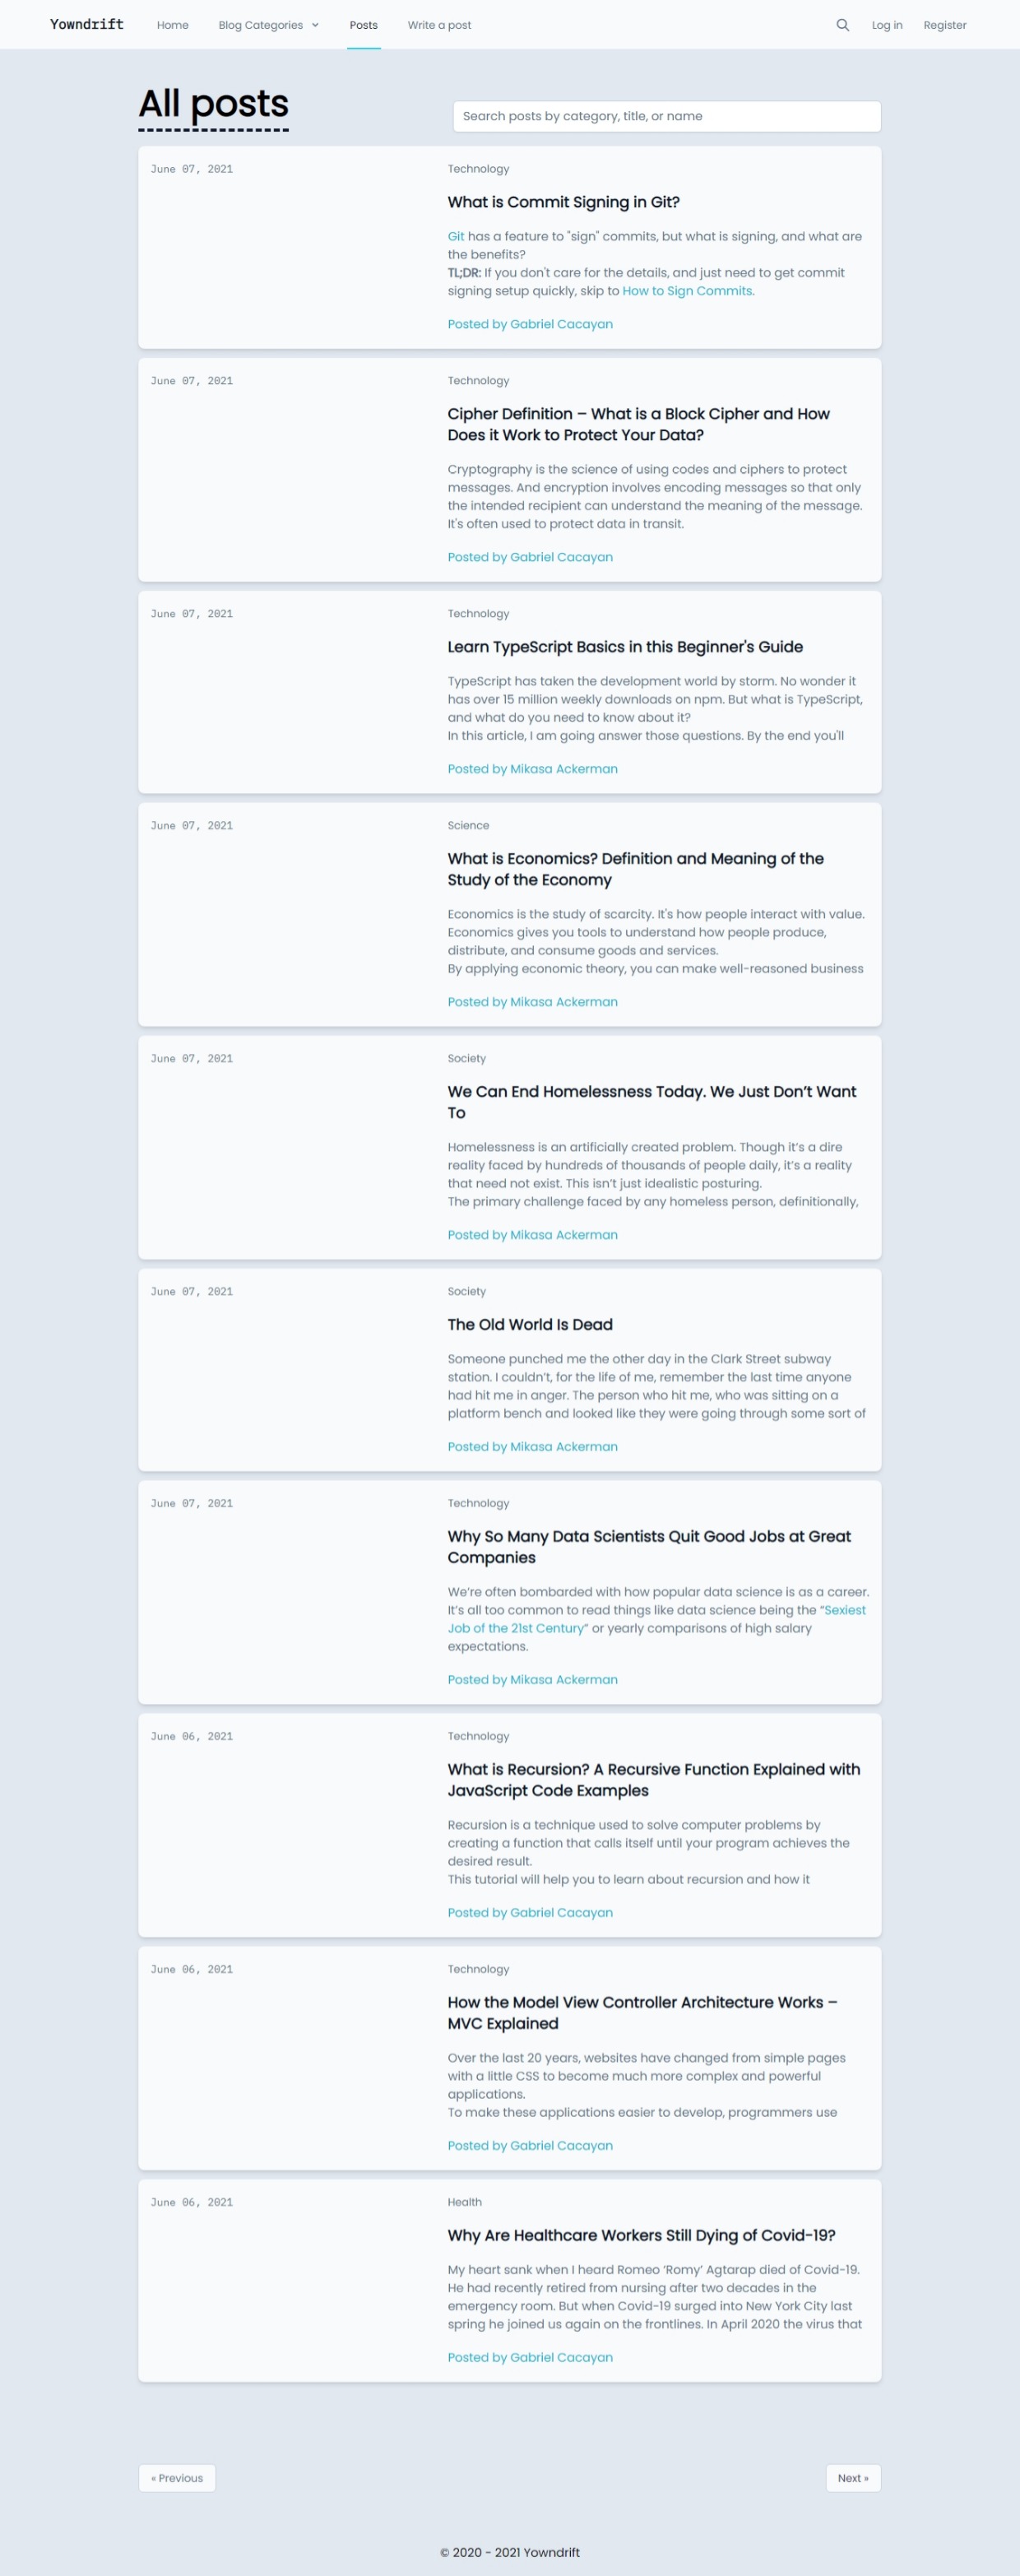 Yowndrift Home Blog Categories Posts Write a post Log in Register
All posts
Search posts by category, title, or name
June 07, 2021
Technology
What is Commit Signing in Git?
Git has a feature to "sign" commits, but what is signing, and what are
the benefits?
TL;DR: If you don't care for the details, and just need to get commit
signing setup quickly, skip to How to Sign Commits.
Posted by Gabriel Cacayan
June 07, 2021
Technology
Cipher Definition – What is a Block Cipher and How
Does it Work to Protect Your Data?
Cryptography is the science of using codes and ciphers to protect
messages. And encryption involves encoding messages so that only
the intended recipient can understand the meaning of the message.
It's often used to protect data in transit.
Posted by Gabriel Cacayan
June 07, 2021
Technology
Learn TypeScript Basics in this Beginner's Guide
TypeScript has taken the development world by storm. No wonder it
has over 15 million weekly downloads on npm. But what is TypeScript,
and what do you need to know about it?
In this article, I am going answer those questions. By the end you'll
Posted by Mikasa Ackerman
June 07, 2021
Science
What is Economics? Definition and Meaning of the
Study of the Economy
Economics is the study of scarcity. It's how people interact with value.
Economics gives you tools to understand how people produce,
distribute, and consume goods and services.
By applying economic theory, you can make well-reasoned business
Posted by Mikasa Ackerman
June 07, 2021
Society
We Can End Homelessness Today. We Just Don’t Want
To
Homelessness is an artificially created problem. Though it’s a dire
reality faced by hundreds of thousands of people daily, it’s a reality
that need not exist. This isn’t just idealistic posturing.
The primary challenge faced by any homeless person, definitionally,
Posted by Mikasa Ackerman
June 07, 2021
Society
The Old World Is Dead
Someone punched me the other day in the Clark Street subway
station. I couldn’t, for the life of me, remember the last time anyone
had hit me in anger. The person who hit me, who was sitting on a
platform bench and looked like they were going through some sort of
Posted by Mikasa Ackerman
June 07, 2021
Technology
Why So Many Data Scientists Quit Good Jobs at Great
Companies
We’re often bombarded with how popular data science is as a career.
It’s all too common to read things like data science being the “Sexiest
Job of the 21st Century” or yearly comparisons of high salary
expectations.
Posted by Mikasa Ackerman
June 06, 2021
Technology
What is Recursion? A Recursive Function Explained with
JavaScript Code Examples
Recursion is a technique used to solve computer problems by
creating a function that calls itself until your program achieves the
desired result.
This tutorial will help you to learn about recursion and how it
Posted by Gabriel Cacayan
June 06, 2021
Technology
How the Model View Controller Architecture Works –
MVC Explained
Over the last 20 years, websites have changed from simple pages
with a little CSS to become much more complex and powerful
applications.
To make these applications easier to develop, programmers use
Posted by Gabriel Cacayan
June 06, 2021
Health
Why Are Healthcare Workers Still Dying of Covid-19?
My heart sank when I heard Romeo ‘Romy’ Agtarap died of Covid-19.
He had recently retired from nursing after two decades in the
emergency room. But when Covid-19 surged into New York City last
spring he joined us again on the frontlines. In April 2020 the virus that
Posted by Gabriel Cacayan
« Previous
Next »
© 2020 - 2021 Yowndrift